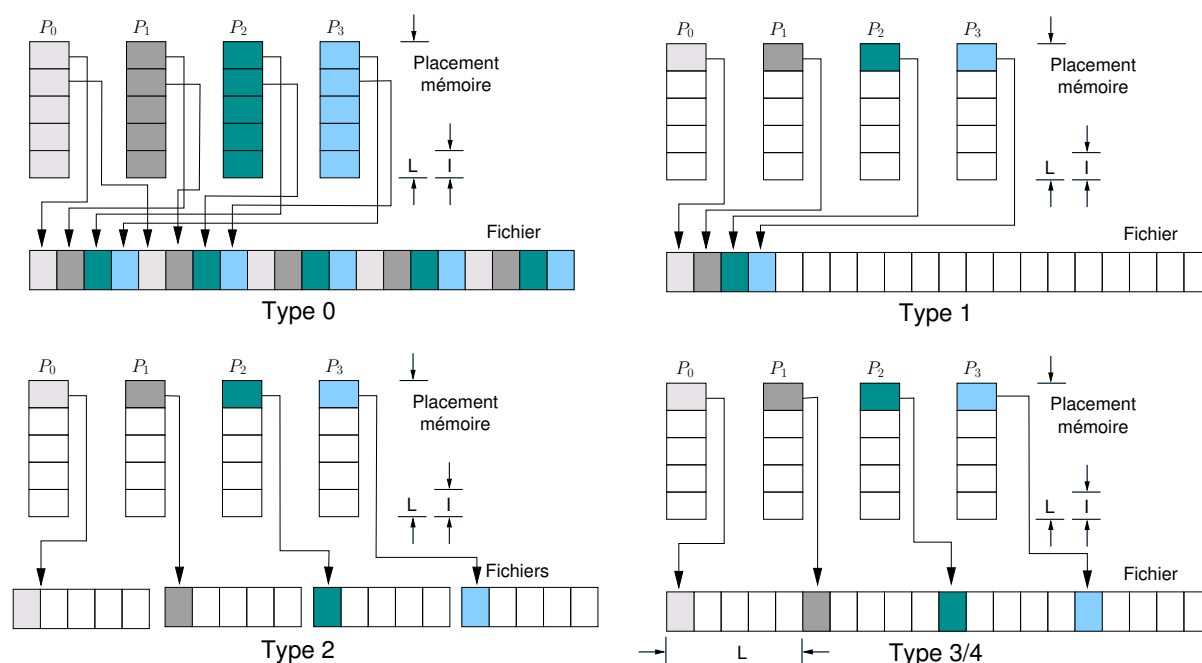 P0 P1 P2 P3
Placement
mémoire
L I
Fichier
Type 0
P0 P1 P2 P3
Placement
mémoire
L I
Fichier
Type 1
P0 P1 P2 P3
Placement
mémoire
L I
Fichiers
Type 2
P0 P1 P2 P3
Placement
mémoire
L I
Fichier
L
Type 3/4